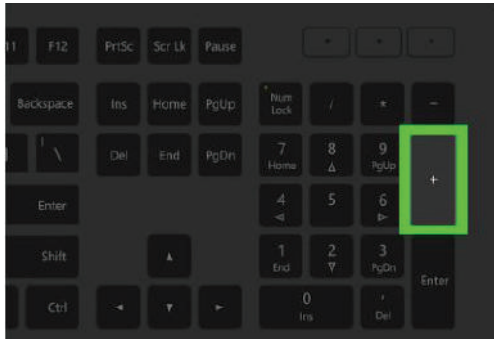 11 F12 PrtSc Scr Lk Pause
Backspace Ins Home PgUp Num Lock / * -
\ Del End PgDn 7 Home 8 9 PgUp +
Enter 4 5 6
Shift 1 End 2 3 PgDn Enter
Ctrl 0 Ins Del